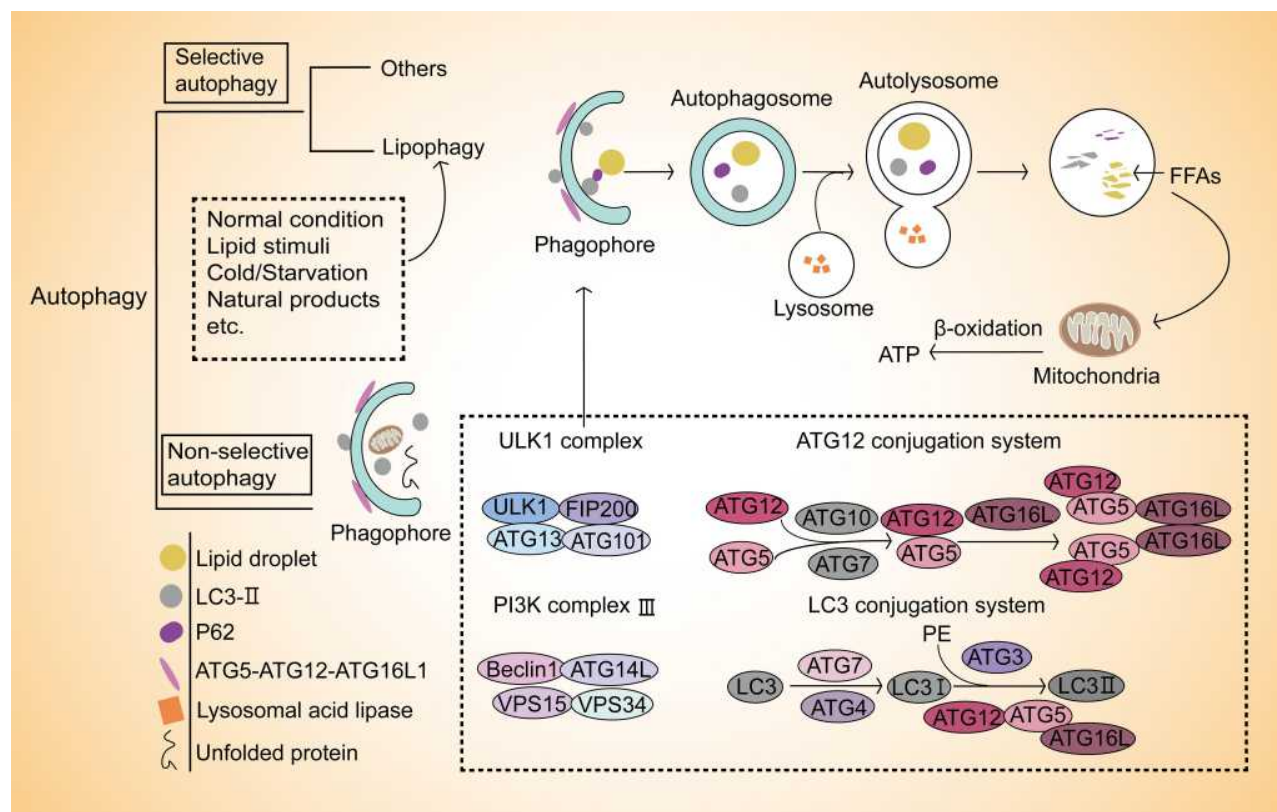 Selective
autophagy
Others
Lipophagy
Normal condition
Lipid stimuli
Cold/Starvation
Natural products
etc.
Autophagy
Non-selective
autophagy
Phagophore
Phagophore
Autophagosome
Autolysosome
Lysosome
FFAs
Mitochondria
β-oxidation
ATP
Lipid droplet
LC3-Ⅱ
P62
ATG5-ATG12-ATG16L1
Lysosomal acid lipase
Unfolded protein
ULK1 complex
ULK1 FIP200
ATG13 ATG101
PI3K complex Ⅲ
Beclin1 ATG14L
VPS15 VPS34
ATG12 conjugation system
ATG12
ATG5
ATG10
ATG7
ATG12
ATG5
ATG16L
ATG12
ATG5 ATG16L
ATG5 ATG16L
ATG12
LC3 conjugation system
PE
LC3
ATG7
ATG4
LC3Ⅰ
ATG3
LC3Ⅱ
ATG12 ATG5
ATG16L